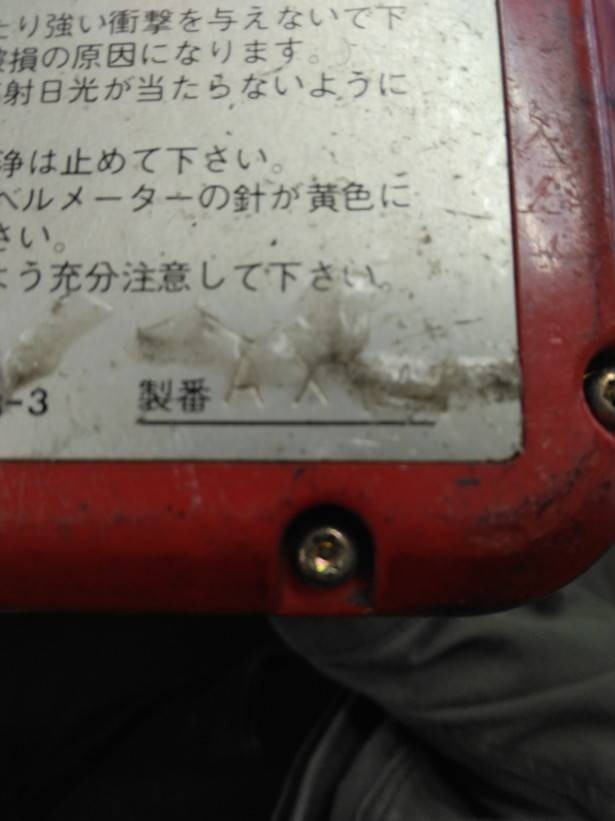 たり強い衝撃を与えないで下
破損の原因になります。
射日光が当たらないように
浄は止めて下さい。
ベルメーターの針が黄色に
さい。
よう充分注意して下さい。
-3
製番